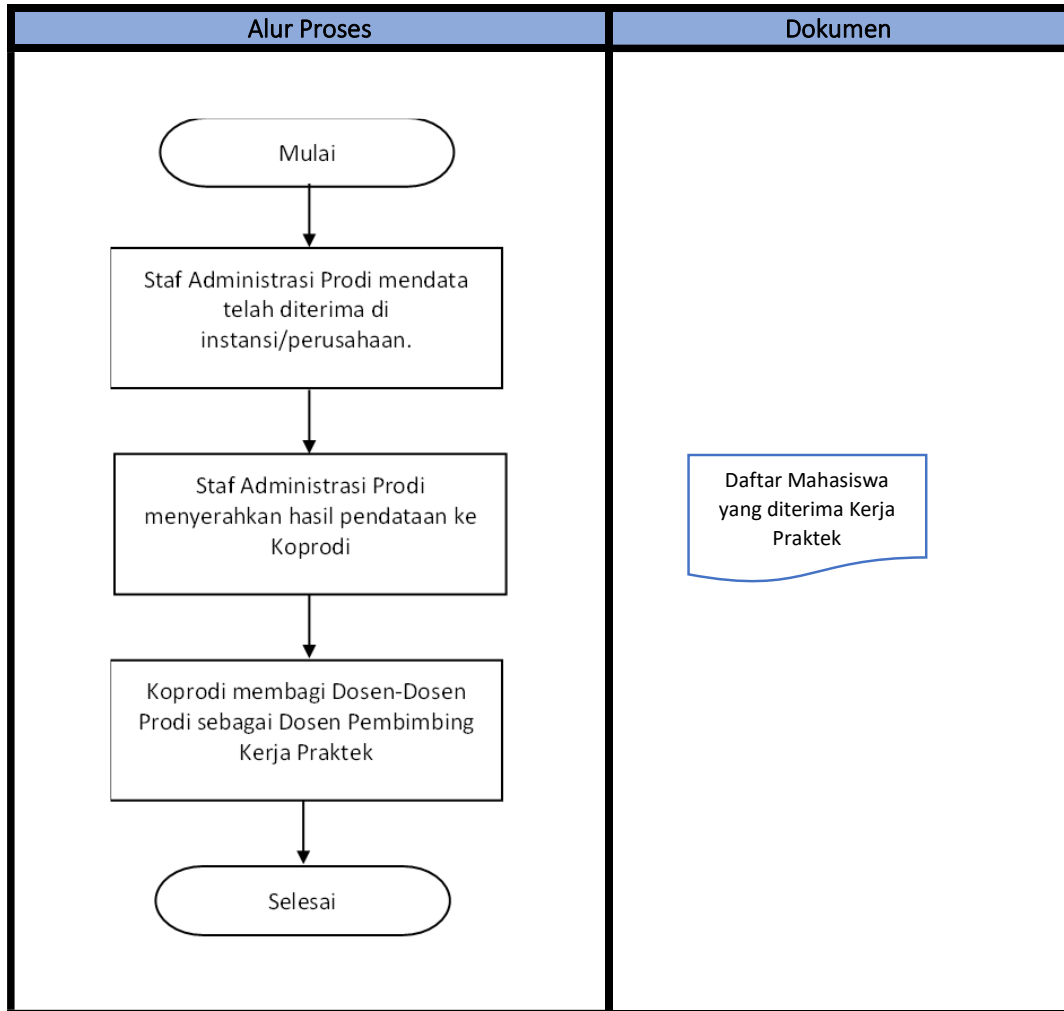 Alur Proses
Dokumen
Mulai
Staf Administrasi Prodi mendata
telah diterima di
instansi/perusahaan.
Staf Administrasi Prodi
menyerahkan hasil pendataan ke
Koprodi
Daftar Mahasiswa
yang diterima Kerja
Praktek
Koprodi membagi Dosen-Dosen
Prodi sebagai Dosen Pembimbing
Kerja Praktek
Selesai